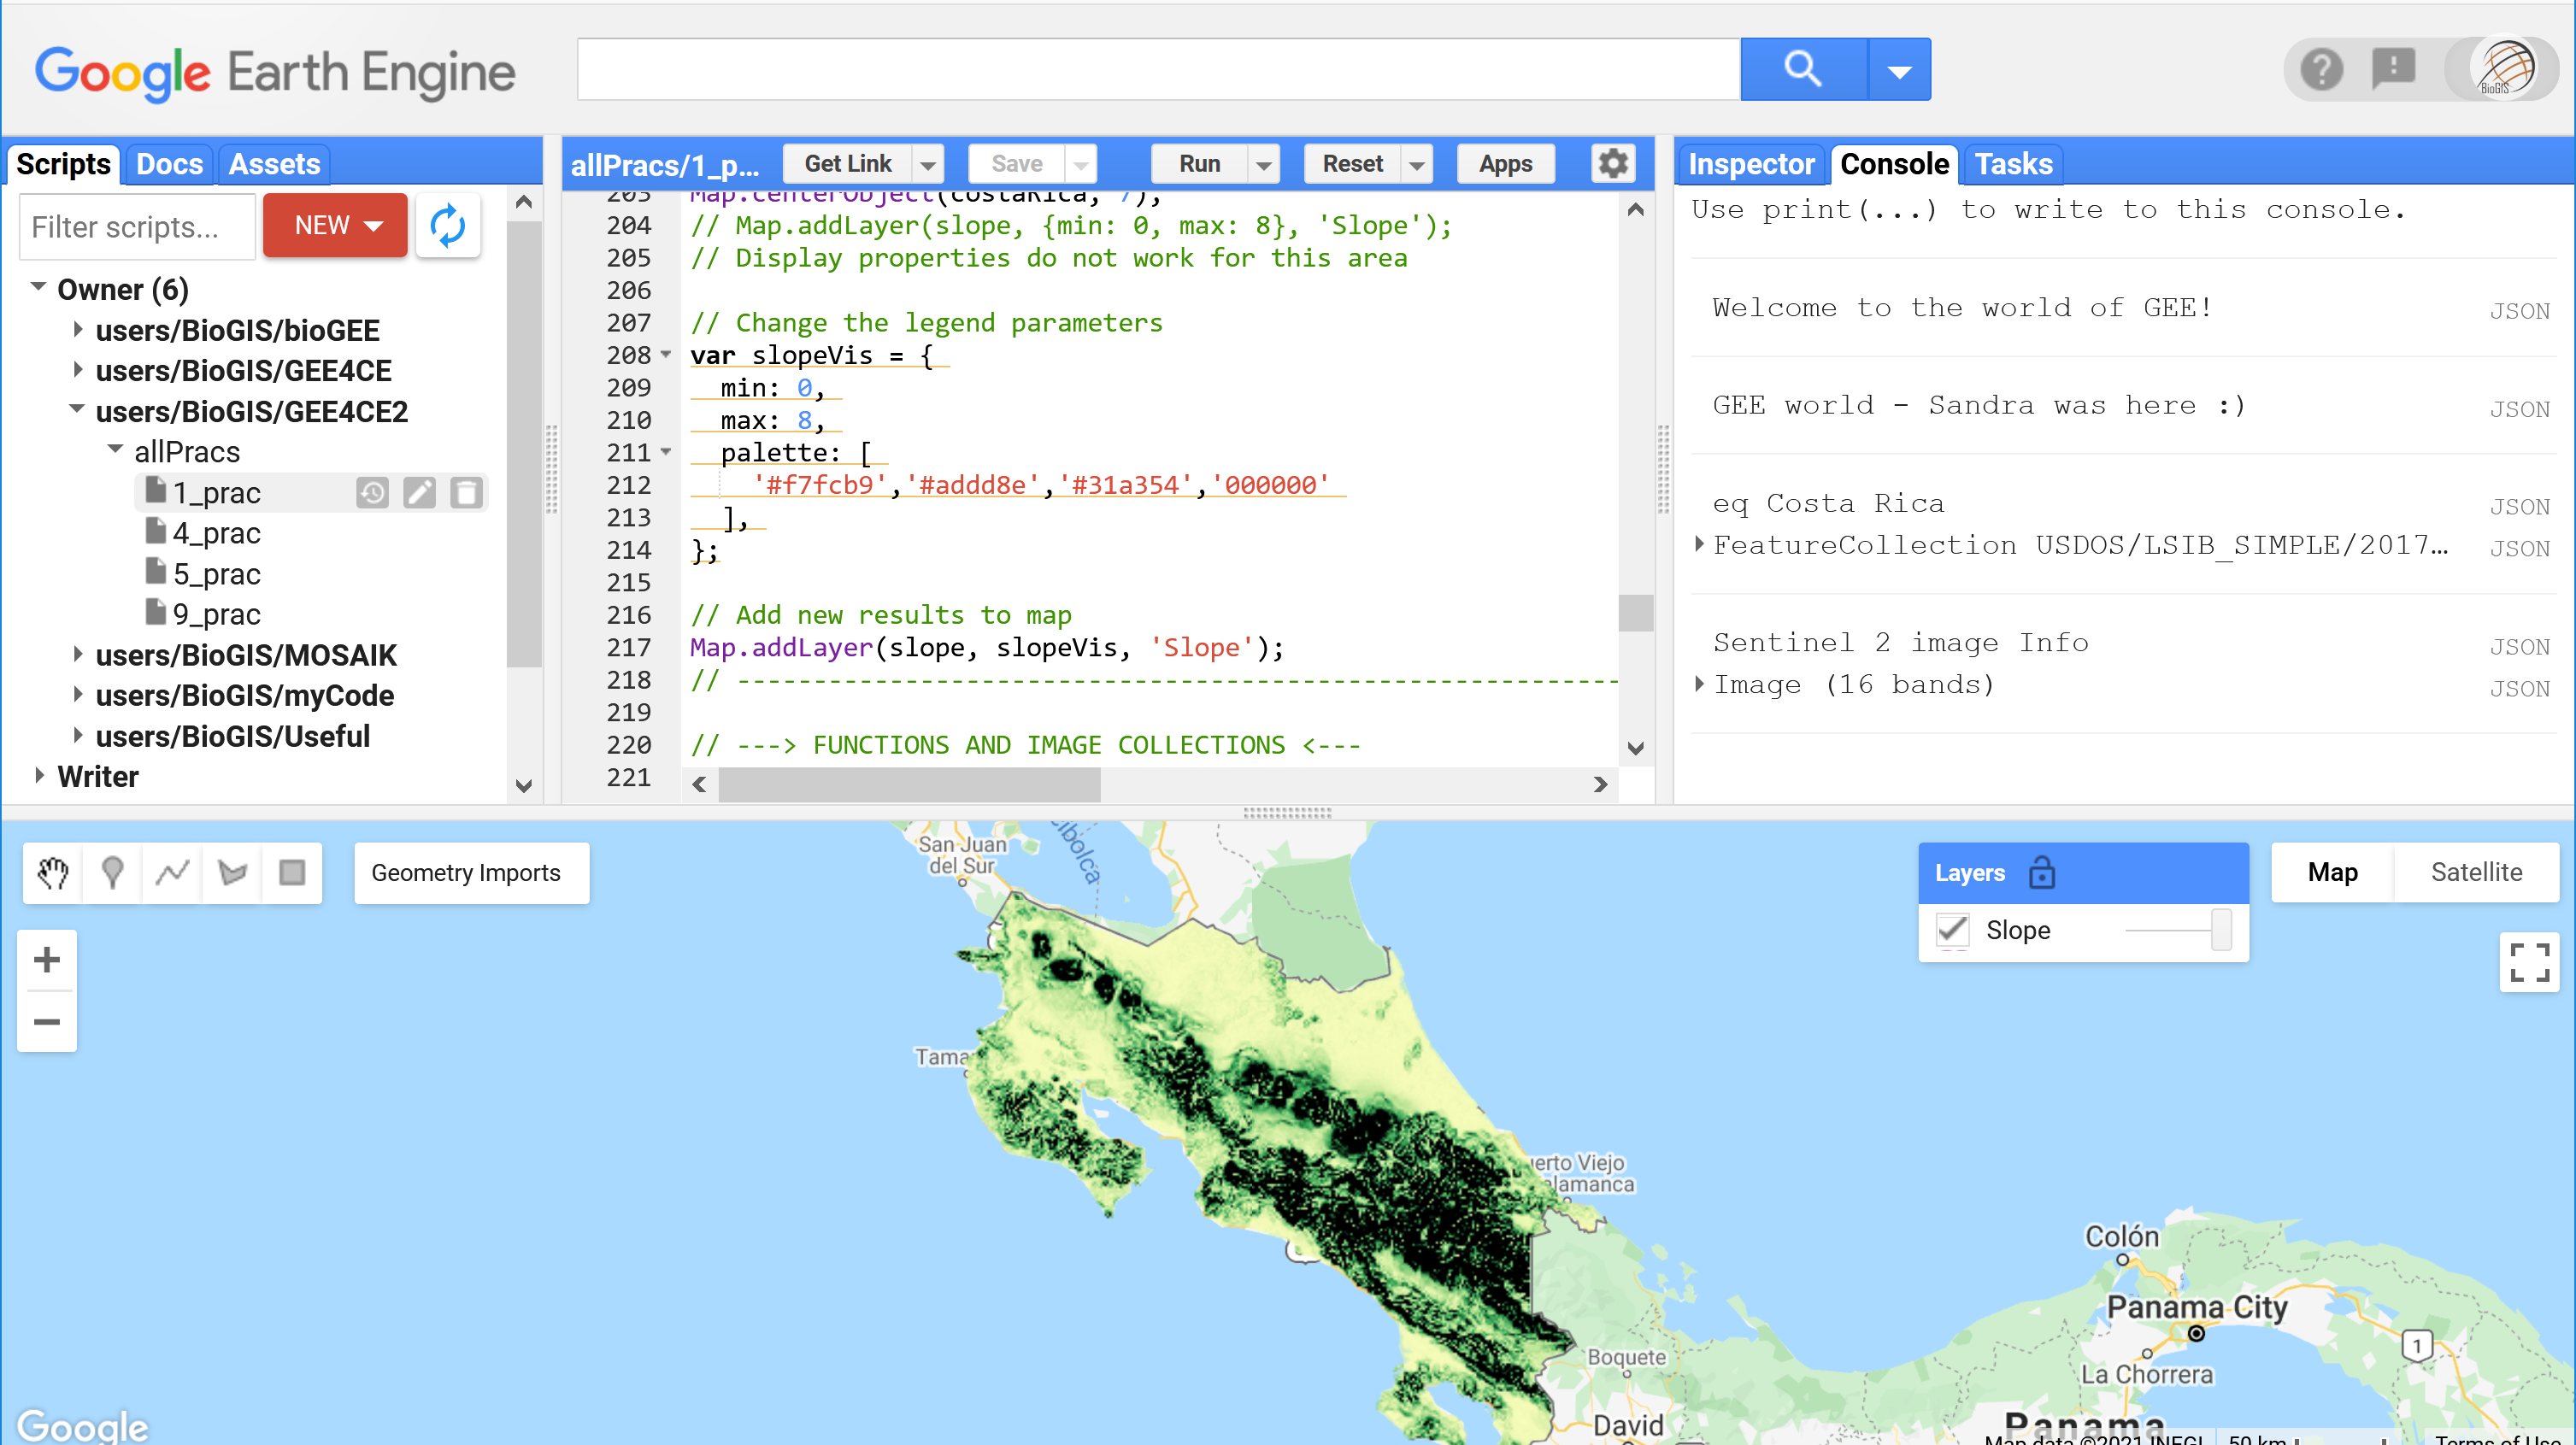 Google Earth Engine
BioGIS
Scripts Docs Assets
Filter scripts... NEW
Owner (6)
users/BioGIS/bioGEE
users/BioGIS/GEE4CE
users/BioGIS/GEE4CE2
allPracs
1_prac
4_prac
5_prac
9_prac
users/BioGIS/MOSAIK
users/BioGIS/myCode
users/BioGIS/Useful
Writer
allPracs/1_p... Get Link Save Run Reset Apps
203 Map.centerObject(costaRica, 7);
204 // Map.addLayer(slope, {min: 0, max: 8}, 'Slope');
205 // Display properties do not work for this area
206
207 // Change the legend parameters
208 var slopeVis = {
209 min: 0,
210 max: 8,
211 palette: [
212 '#f7fcb9','#addd8e','#31a354','000000'
213 ],
214 };
215
216 // Add new results to map
217 Map.addLayer(slope, slopeVis, 'Slope');
218 // ----------------------------------------------------------
219
220 // ---> FUNCTIONS AND IMAGE COLLECTIONS <---
221
Inspector Console Tasks
Use print(...) to write to this console.
Welcome to the world of GEE! JSON
GEE world - Sandra was here :) JSON
eq Costa Rica JSON
FeatureCollection USDOS/LSIB_SIMPLE/2017… JSON
Sentinel 2 image Info JSON
Image (16 bands) JSON
Geometry Imports
Layers
Slope
Map Satellite
San Juan
del Sur
cibolca
Tama
uerto Viejo
alamanca
Colón
Panama City
1
La Chorrera
Boquete
David
Panama
Google
Map data ©2021 INEGI 50 km Terms of Use